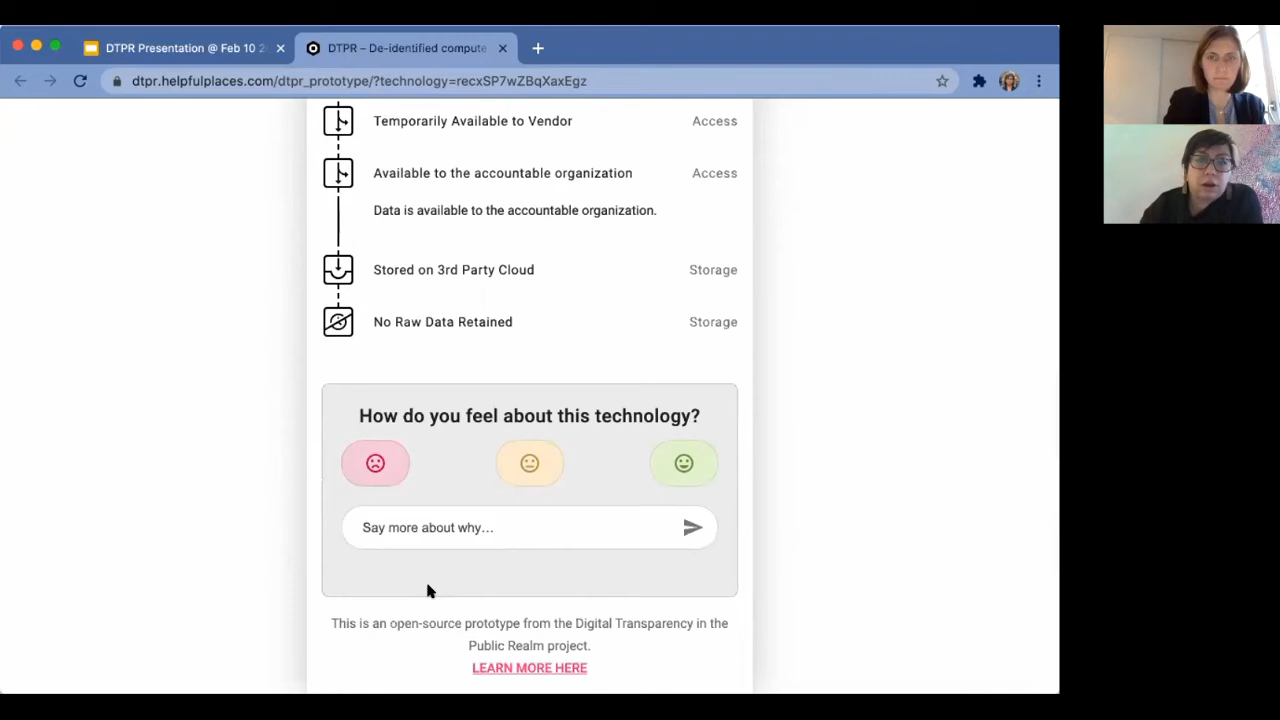 DTPR Presentation @ Feb 10 2
DTPR – De-identified compute
dtpr.helpfulplaces.com/dtpr_prototype/?technology=recxSP7wZBqXaxEgz
Temporarily Available to Vendor Access
Available to the accountable organization Access
Data is available to the accountable organization.
Stored on 3rd Party Cloud Storage
No Raw Data Retained Storage
How do you feel about this technology?
Say more about why...
This is an open-source prototype from the Digital Transparency in the
Public Realm project.
LEARN MORE HERE